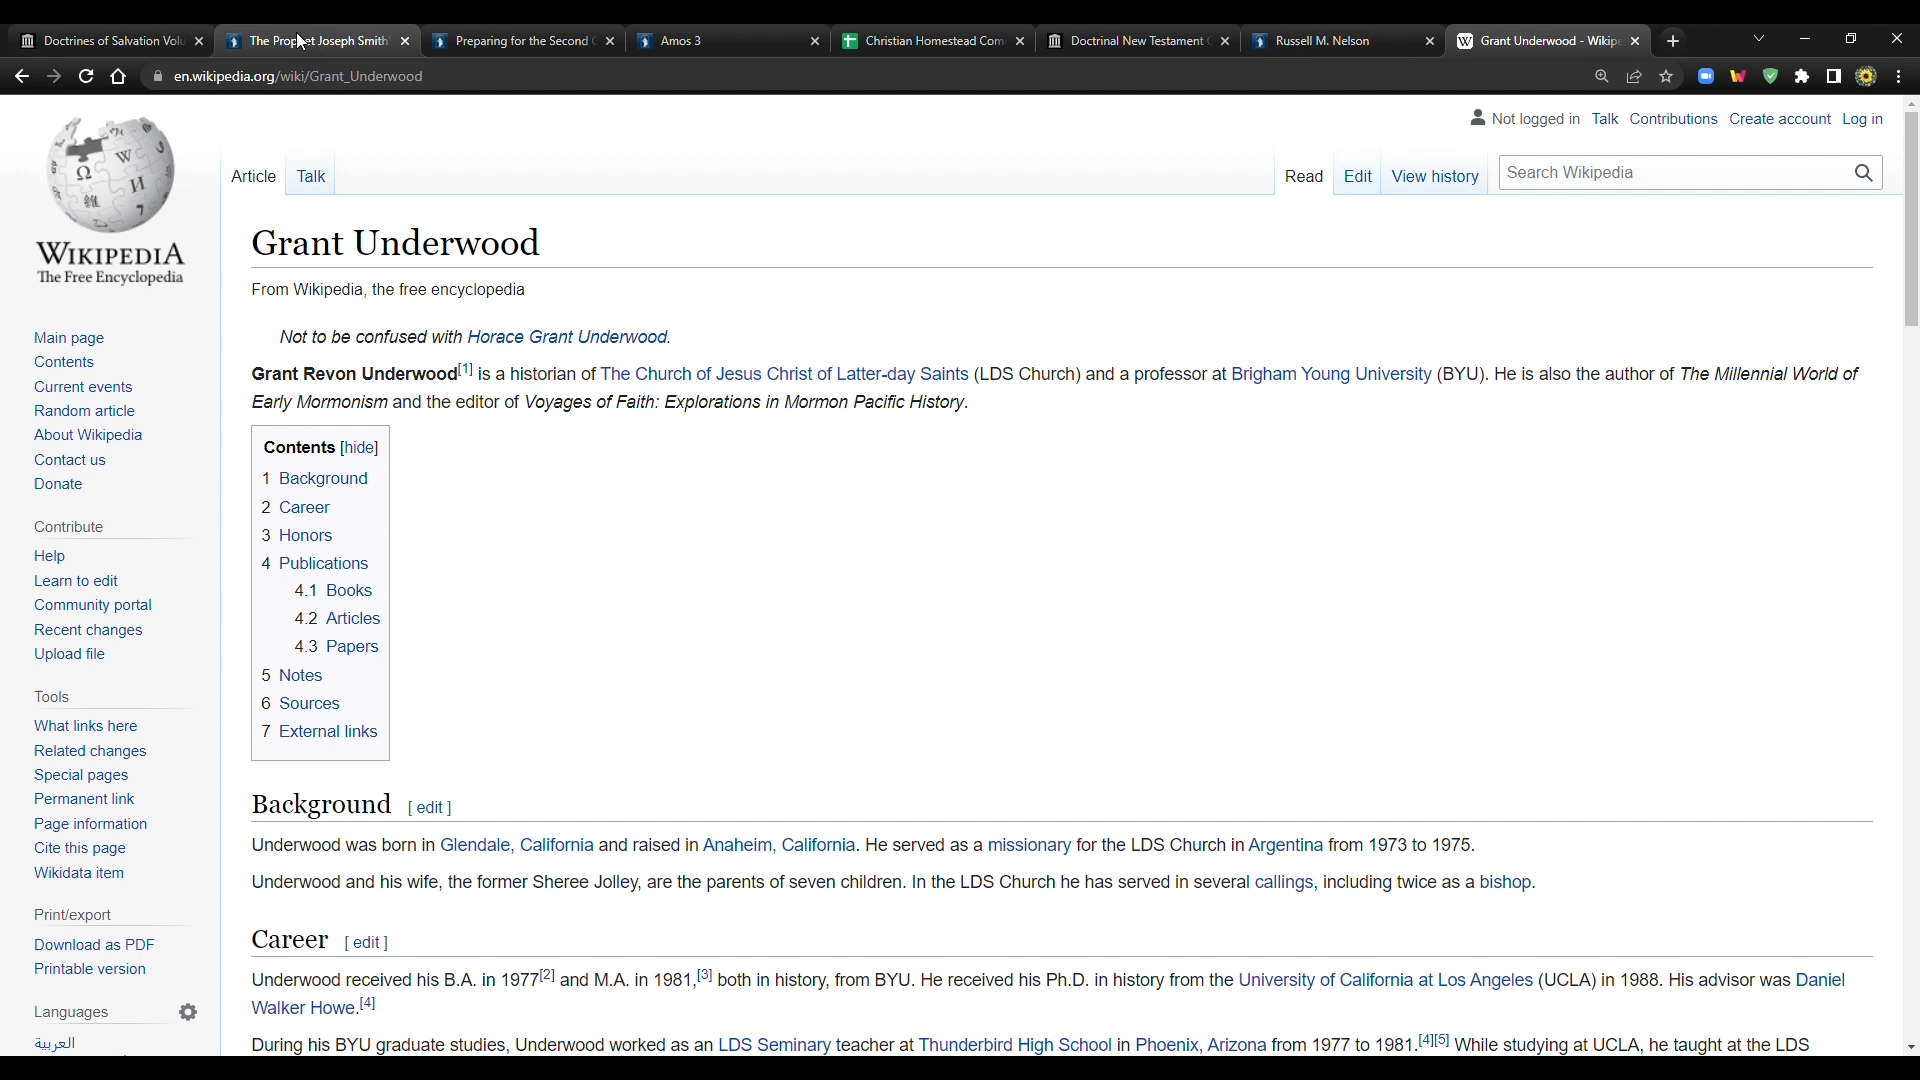 Doctrines of Salvation Volu
The Prophet Joseph Smith'
Preparing for the Second C
Amos 3
Christian Homestead Com
Doctrinal New Testament C
Russell M. Nelson
Grant Underwood - Wikip
en.wikipedia.org/wiki/Grant_Underwood
Not logged in Talk Contributions Create account Log in
Article Talk Read Edit View history Search Wikipedia
WIKIPEDIA
The Free Encyclopedia
Main page
Contents
Current events
Random article
About Wikipedia
Contact us
Donate
Contribute
Help
Learn to edit
Community portal
Recent changes
Upload file
Tools
What links here
Related changes
Special pages
Permanent link
Page information
Cite this page
Wikidata item
Print/export
Download as PDF
Printable version
Languages
العربية
Grant Underwood
From Wikipedia, the free encyclopedia
Not to be confused with Horace Grant Underwood.
Grant Revon Underwood[1] is a historian of The Church of Jesus Christ of Latter-day Saints (LDS Church) and a professor at Brigham Young University (BYU). He is also the author of The Millennial World of
Early Mormonism and the editor of Voyages of Faith: Explorations in Mormon Pacific History.
Contents [hide]
1 Background
2 Career
3 Honors
4 Publications
4.1 Books
4.2 Articles
4.3 Papers
5 Notes
6 Sources
7 External links
Background [ edit ]
Underwood was born in Glendale, California and raised in Anaheim, California. He served as a missionary for the LDS Church in Argentina from 1973 to 1975.
Underwood and his wife, the former Sheree Jolley, are the parents of seven children. In the LDS Church he has served in several callings, including twice as a bishop.
Career [ edit ]
Underwood received his B.A. in 1977[2] and M.A. in 1981,[3] both in history, from BYU. He received his Ph.D. in history from the University of California at Los Angeles (UCLA) in 1988. His advisor was Daniel
Walker Howe.[4]
During his BYU graduate studies, Underwood worked as an LDS Seminary teacher at Thunderbird High School in Phoenix, Arizona from 1977 to 1981.[4][5] While studying at UCLA, he taught at the LDS